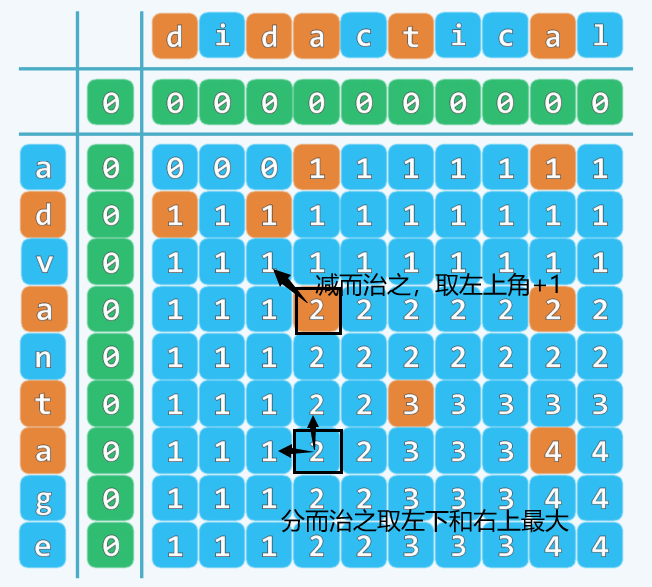 d i d a c t i c a l
0 0 0 0 0 0 0 0 0 0 0
a 0 0 0 0 1 1 1 1 1 1 1
d 0 1 1 1 1 1 1 1 1 1 1
v 0 1 1 1 1 1 1 1 1 1 1
减而治之，取左上角+1
a 0 1 1 1 2 2 2 2 2 2 2
n 0 1 1 1 2 2 2 2 2 2 2
t 0 1 1 1 2 2 3 3 3 3 3
a 0 1 1 1 2 2 3 3 3 4 4
g 0 1 1 1 2 2 3 3 3 4 4
分而治之取左下和右上最大
e 0 1 1 1 2 2 3 3 3 4 4